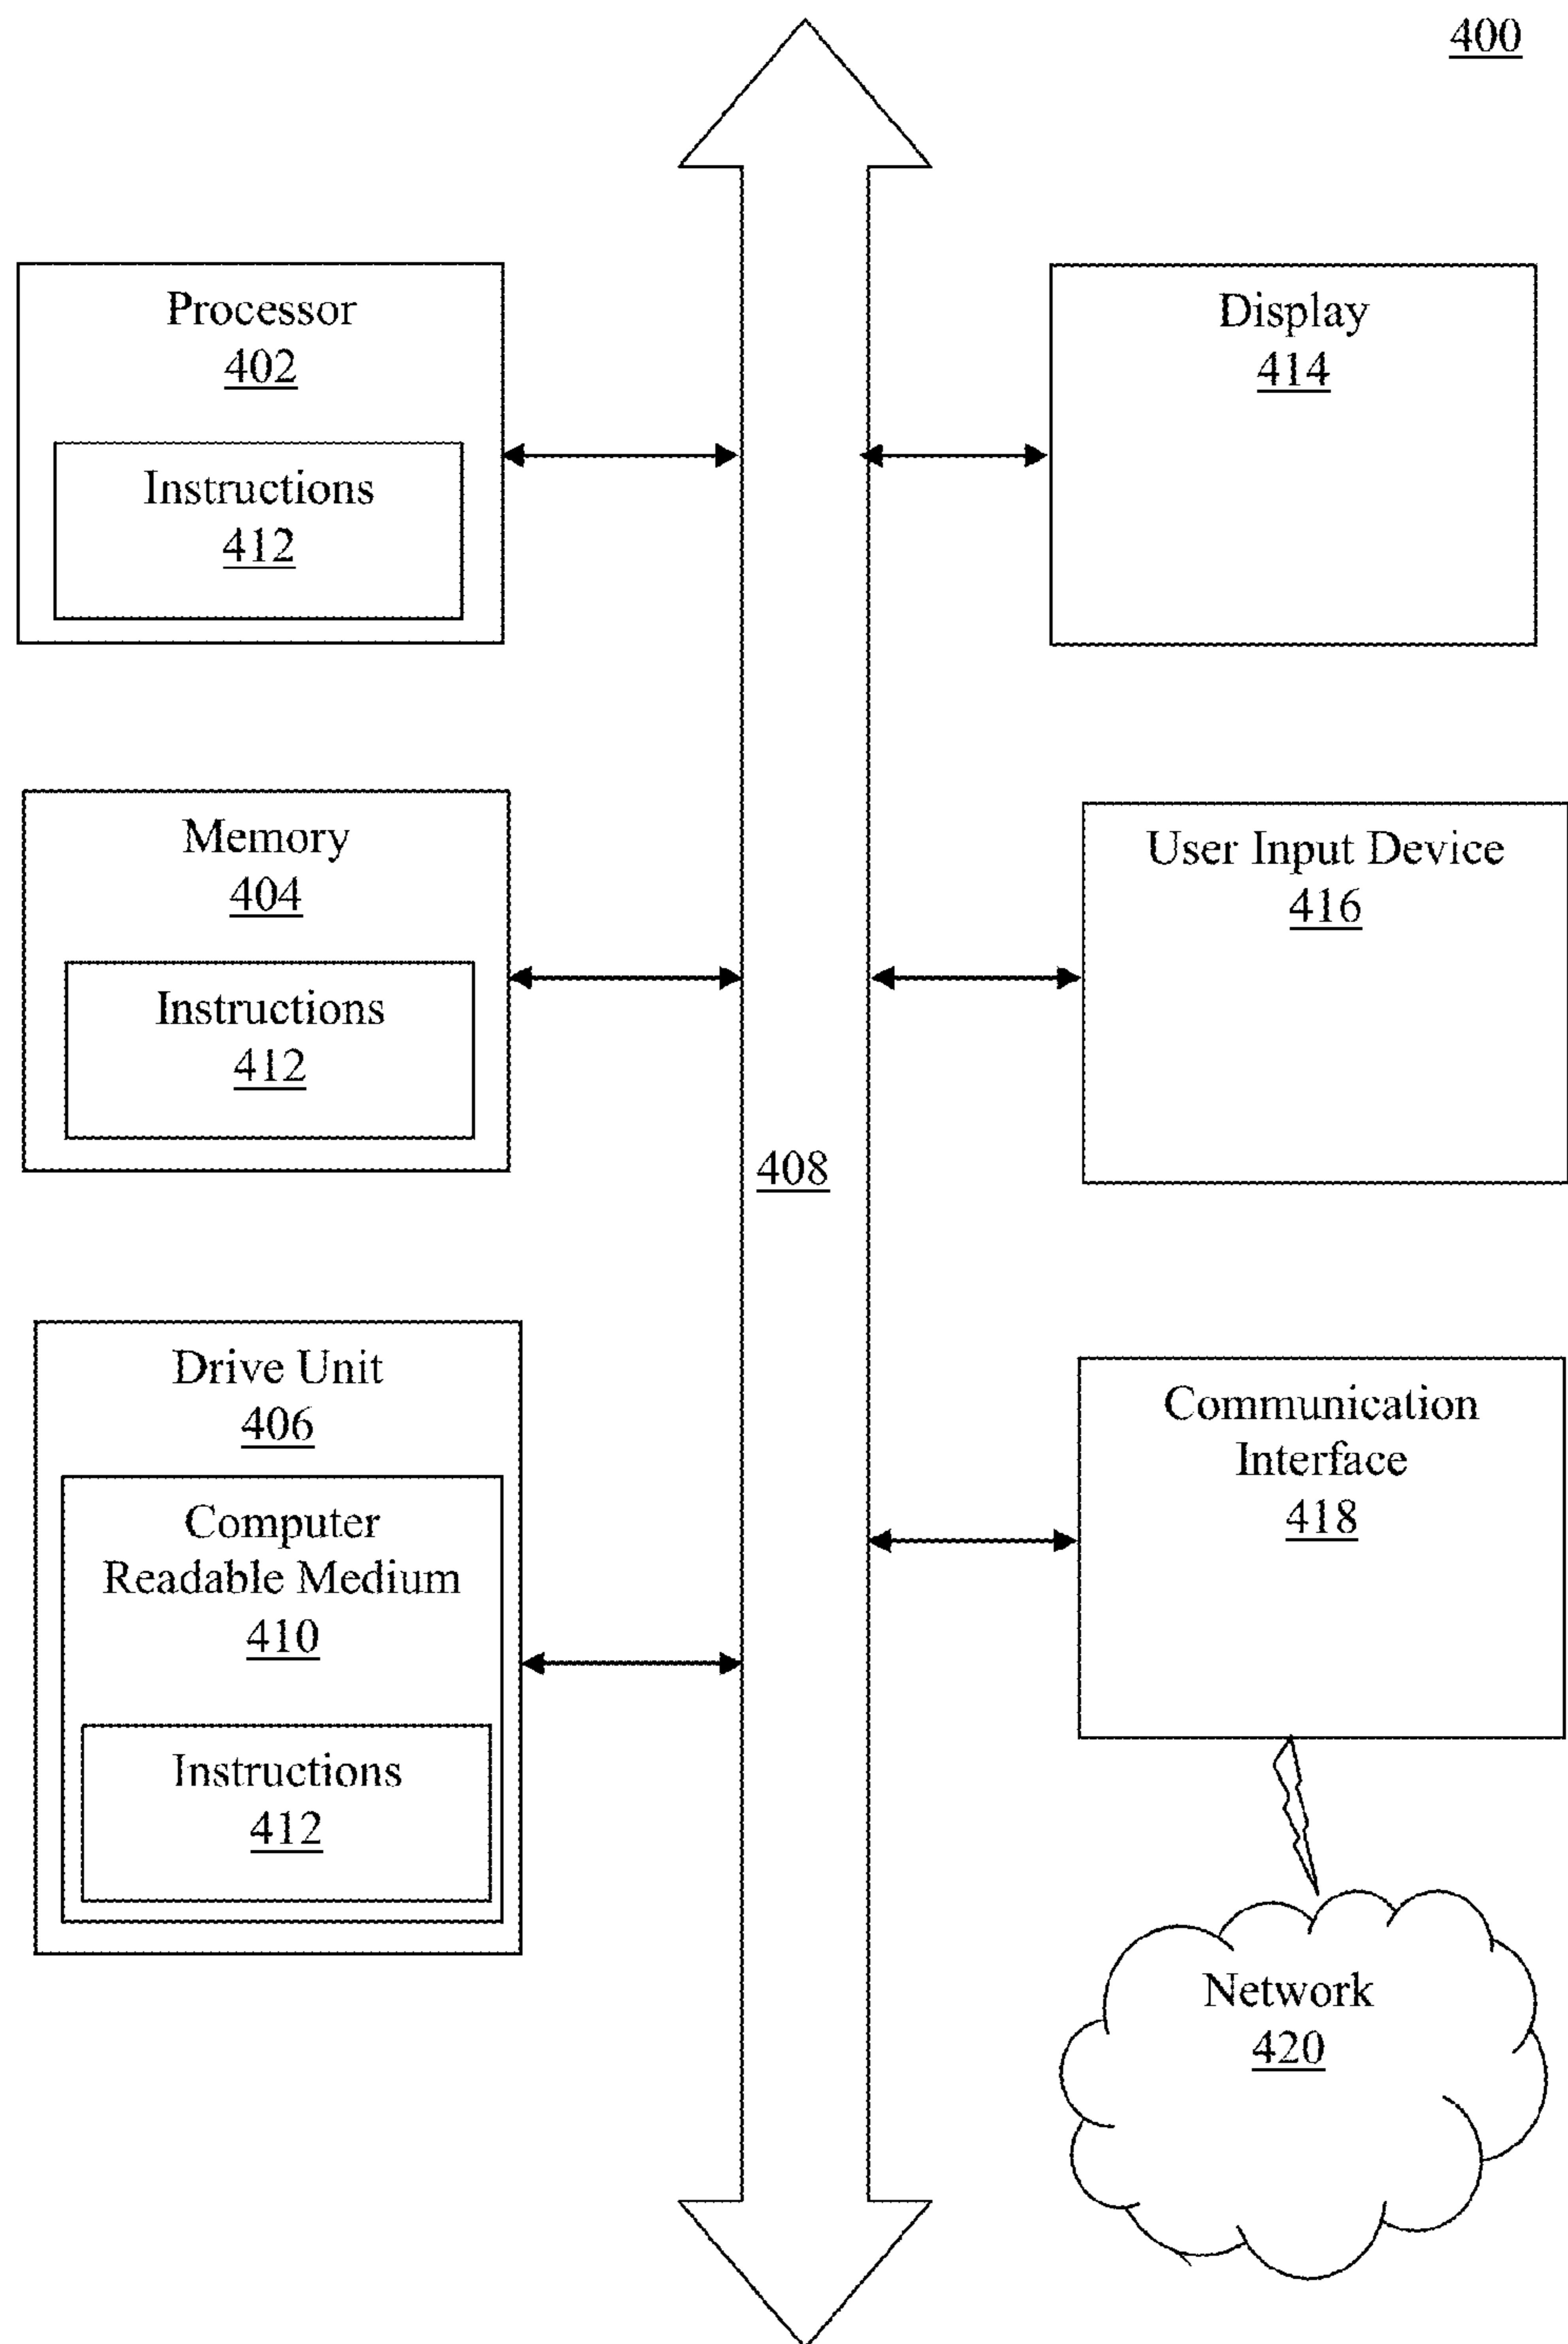 400
Processor
402
Instructions
412
Memory
404
Instructions
412
Drive Unit
406
Computer
Readable Medium
410
Instructions
412
408
Display
414
User Input Device
416
Communication
Interface
418
Network
420